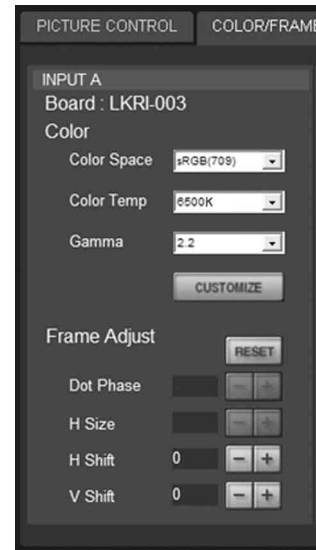 PICTURE CONTROL COLOR/FRAME
INPUT A
Board : LKRI-003
Color
Color Space sRGB(709)
Color Temp 6500K
Gamma 2.2
CUSTOMIZE
Frame Adjust
RESET
Dot Phase - +
H Size - +
H Shift 0 - +
V Shift 0 - +